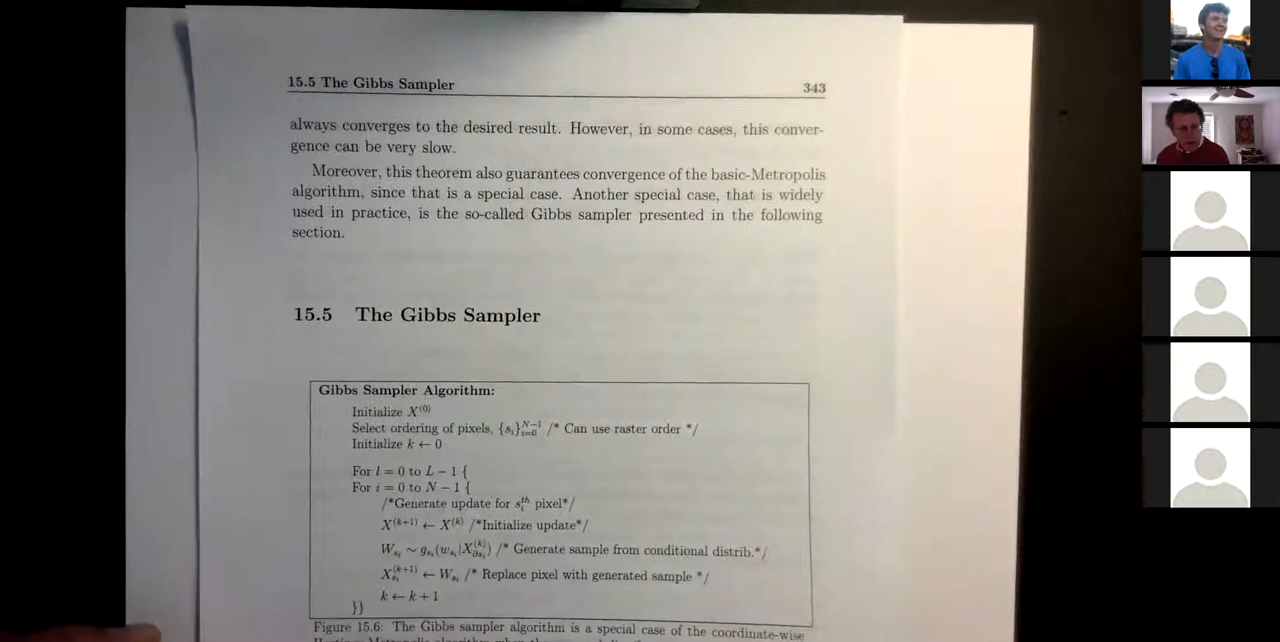 15.5 The Gibbs Sampler 343
always converges to the desired result. However, in some cases, this conver-
gence can be very slow.
Moreover, this theorem also guarantees convergence of the basic-Metropolis
algorithm, since that is a special case. Another special case, that is widely
used in practice, is the so-called Gibbs sampler presented in the following
section.
15.5 The Gibbs Sampler
Gibbs Sampler Algorithm:
Initialize X^{(0)}
Select ordering of pixels, {s_i}_{i=0}^{N-1} /* Can use raster order */
Initialize k ← 0
For l = 0 to L − 1 {
For i = 0 to N − 1 {
/*Generate update for s_i^{th} pixel*/
X^{(k+1)} ← X^{(k)} /*Initialize update*/
W_{s_i} ∼ g_{s_i}(w_{s_i}|X_{∂s_i}^{(k)}) /* Generate sample from conditional distrib.*/
X_{s_i}^{(k+1)} ← W_{s_i} /* Replace pixel with generated sample */
k ← k + 1
}}
Figure 15.6: The Gibbs sampler algorithm is a special case of the coordinate-wise